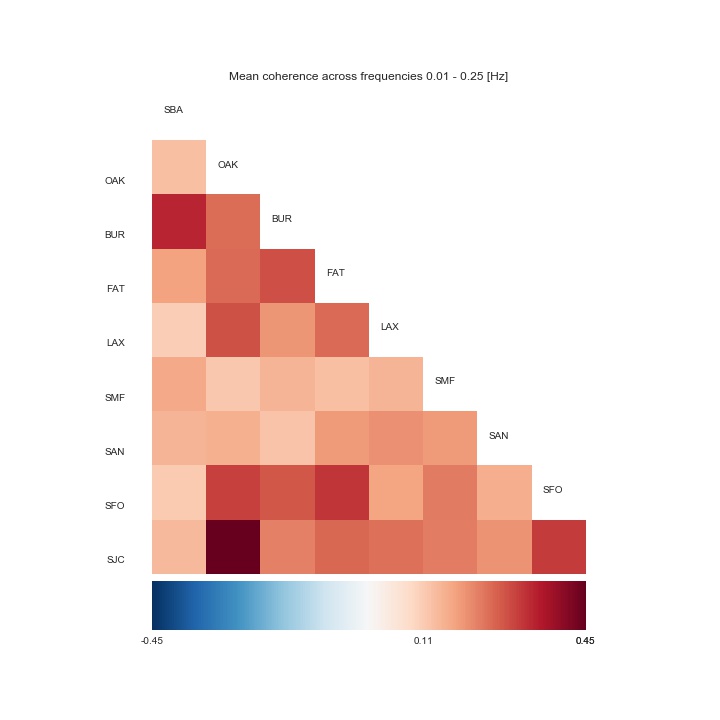 Mean coherence across frequencies 0.01 - 0.25 [Hz]
SBA
OAK
OAK
BUR
BUR
FAT
FAT
LAX
LAX
SMF
SMF
SAN
SAN
SFO
SFO
SJC
-0.45 0.11 0.45